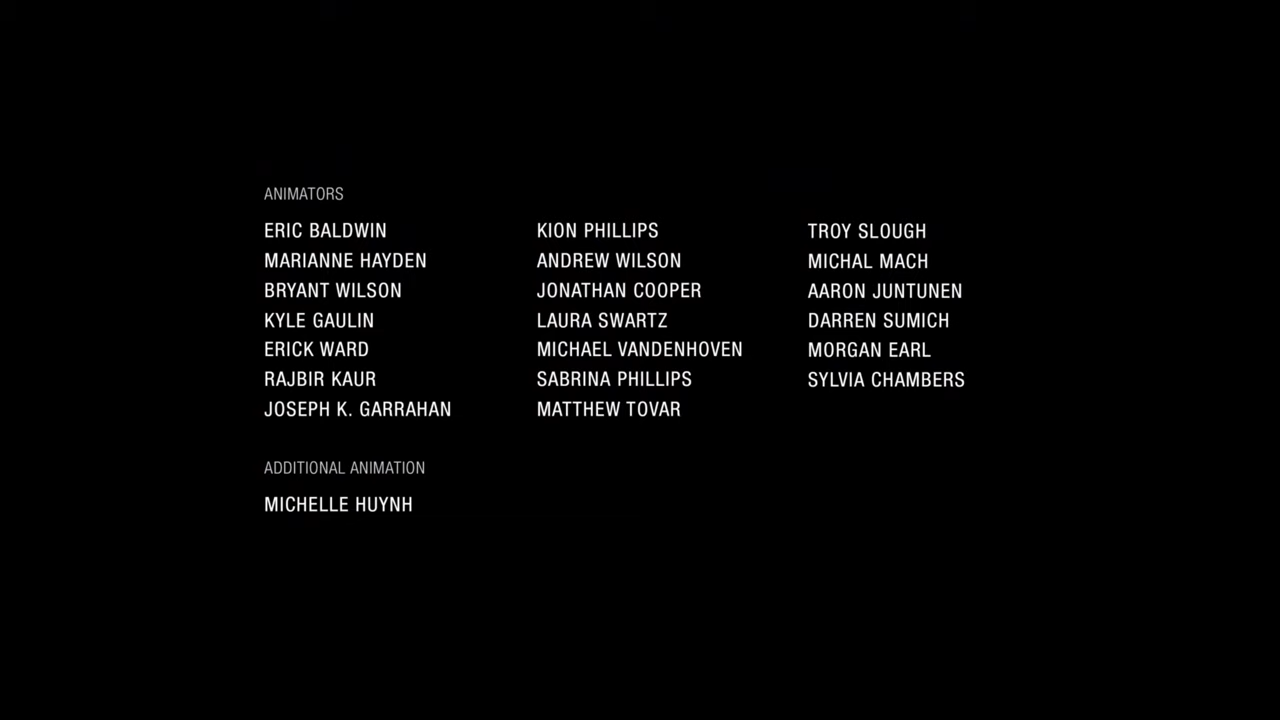 ANIMATORS
ERIC BALDWIN
MARIANNE HAYDEN
BRYANT WILSON
KYLE GAULIN
ERICK WARD
RAJBIR KAUR
JOSEPH K. GARRAHAN
KION PHILLIPS
ANDREW WILSON
JONATHAN COOPER
LAURA SWARTZ
MICHAEL VANDENHOVEN
SABRINA PHILLIPS
MATTHEW TOVAR
TROY SLOUGH
MICHAL MACH
AARON JUNTUNEN
DARREN SUMICH
MORGAN EARL
SYLVIA CHAMBERS
ADDITIONAL ANIMATION
MICHELLE HUYNH